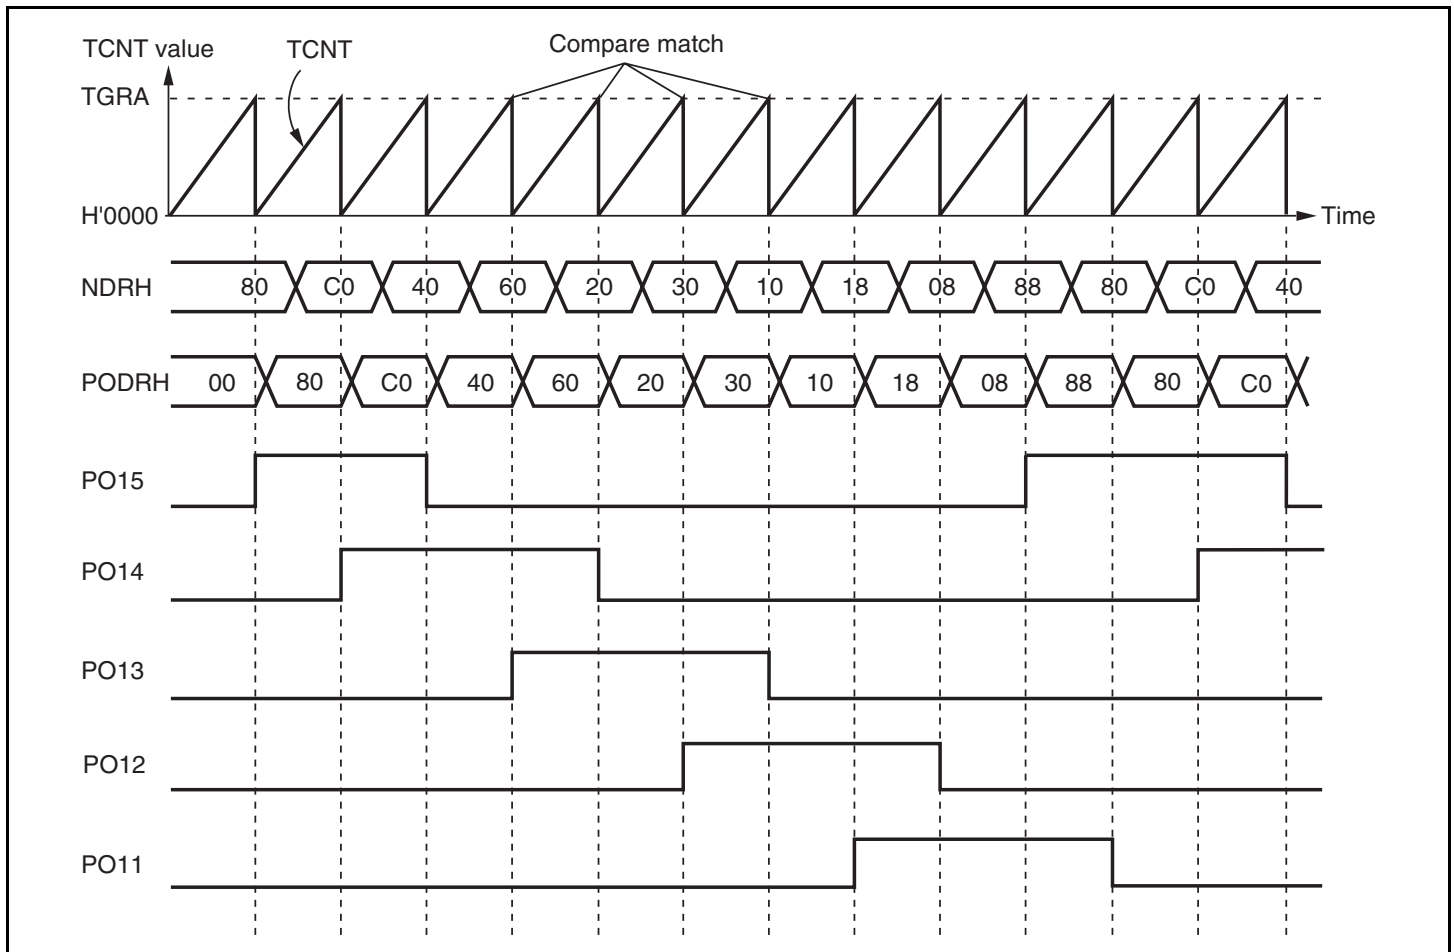 Compare match
TCNT value
TCNT
TGRA
H'0000
Time
NDRH 80 C0 40 60 20 30 10 18 08 88 80 C0 40
PODRH 00 80 C0 40 60 20 30 10 18 08 88 80 C0
PO15
PO14
PO13
PO12
PO11